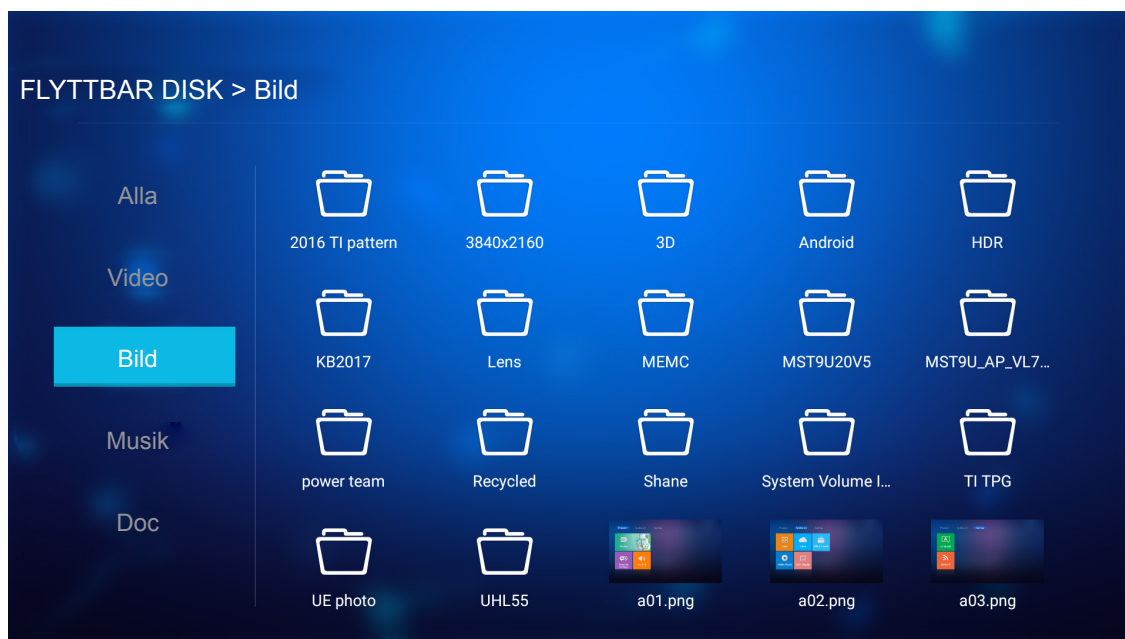 FLYTTBAR DISK > Bild
Alla
Video
Bild
Musik
Doc
2016 TI pattern
3840x2160
3D
Android
HDR
KB2017
Lens
MEMC
MST9U20V5
MST9U_AP_VL7...
power team
Recycled
Shane
System Volume I...
TI TPG
UE photo
UHL55
a01.png
a02.png
a03.png